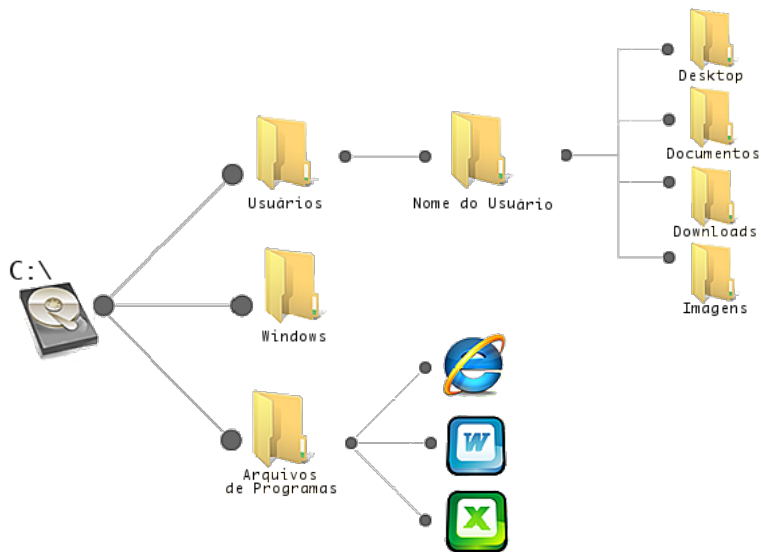 C:\
Usuários
Nome do Usuário
Desktop
Documentos
Downloads
Imagens
Windows
Arquivos
de Programas
W
X